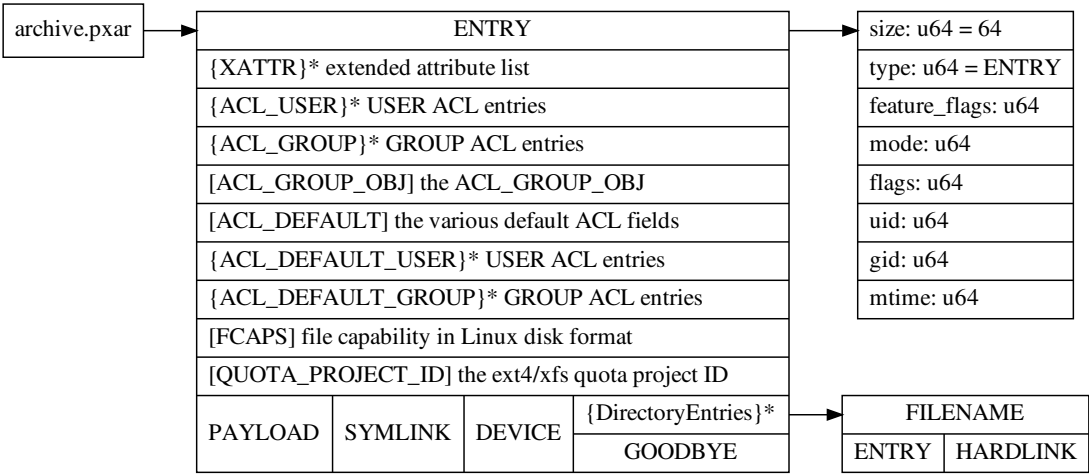 archive.pxar
ENTRY
{XATTR}* extended attribute list
{ACL_USER}* USER ACL entries
{ACL_GROUP}* GROUP ACL entries
[ACL_GROUP_OBJ] the ACL_GROUP_OBJ
[ACL_DEFAULT] the various default ACL fields
{ACL_DEFAULT_USER}* USER ACL entries
{ACL_DEFAULT_GROUP}* GROUP ACL entries
[FCAPS] file capability in Linux disk format
[QUOTA_PROJECT_ID] the ext4/xfs quota project ID
PAYLOAD
SYMLINK
DEVICE
{DirectoryEntries}*
GOODBYE
size: u64 = 64
type: u64 = ENTRY
feature_flags: u64
mode: u64
flags: u64
uid: u64
gid: u64
mtime: u64
FILENAME
ENTRY
HARDLINK